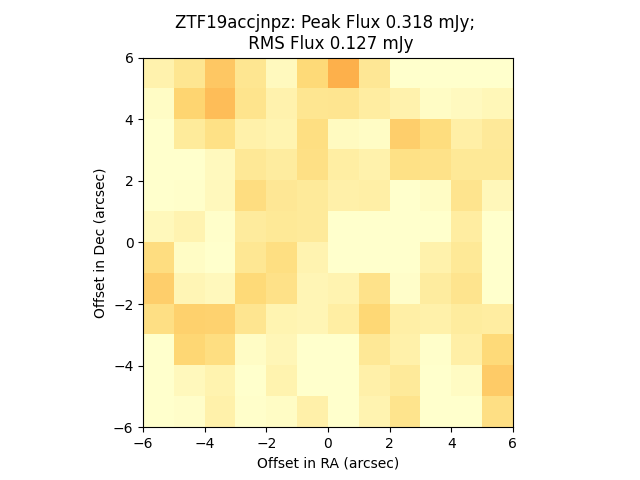 ZTF19accjnpz: Peak Flux 0.318 mJy;
RMS Flux 0.127 mJy
6
4
2
0
−2
−4
−6
Offset in Dec (arcsec)
−6 −4 −2 0 2 4 6
Offset in RA (arcsec)